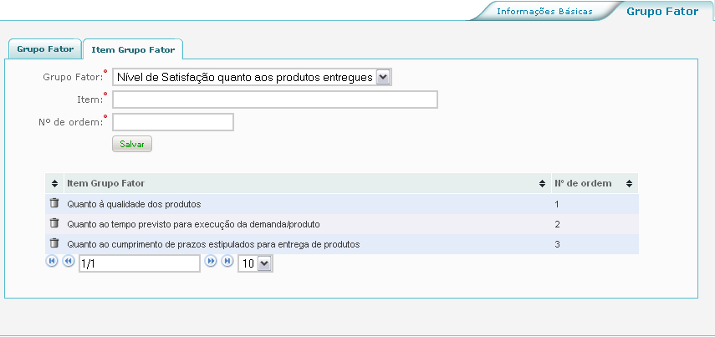 Informações Básicas
Grupo Fator
Grupo Fator
Item Grupo Fator
Grupo Fator:*
Nível de Satisfação quanto aos produtos entregues
Item:*
Nº de ordem:*
Salvar
Item Grupo Fator N° de ordem
Quanto à qualidade dos produtos 1
Quanto ao tempo previsto para execução da demanda/produto 2
Quanto ao cumprimento de prazos estipulados para entrega de produtos 3
1/1 10